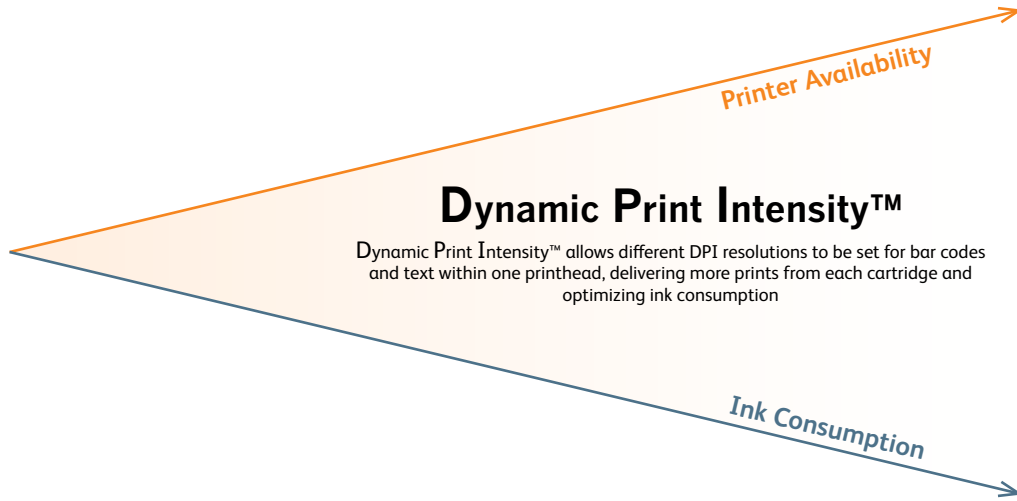 Printer Availability
Dynamic Print Intensity™
Dynamic Print Intensity™ allows different DPI resolutions to be set for bar codes
and text within one printhead, delivering more prints from each cartridge and
optimizing ink consumption
Ink Consumption